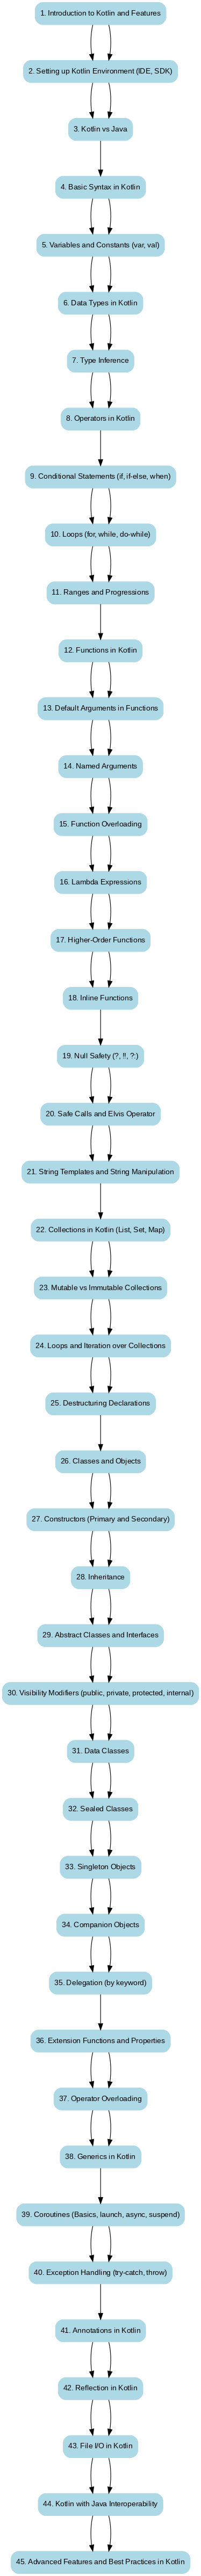 1. Introduction to Kotlin and Features
2. Setting up Kotlin Environment (IDE, SDK)
3. Kotlin vs Java
4. Basic Syntax in Kotlin
5. Variables and Constants (var, val)
6. Data Types in Kotlin
7. Type Inference
8. Operators in Kotlin
9. Conditional Statements (if, if-else, when)
10. Loops (for, while, do-while)
11. Ranges and Progressions
12. Functions in Kotlin
13. Default Arguments in Functions
14. Named Arguments
15. Function Overloading
16. Lambda Expressions
17. Higher-Order Functions
18. Inline Functions
19. Null Safety (?, !!, ?:)
20. Safe Calls and Elvis Operator
21. String Templates and String Manipulation
22. Collections in Kotlin (List, Set, Map)
23. Mutable vs Immutable Collections
24. Loops and Iteration over Collections
25. Destructuring Declarations
26. Classes and Objects
27. Constructors (Primary and Secondary)
28. Inheritance
29. Abstract Classes and Interfaces
30. Visibility Modifiers (public, private, protected, internal)
31. Data Classes
32. Sealed Classes
33. Singleton Objects
34. Companion Objects
35. Delegation (by keyword)
36. Extension Functions and Properties
37. Operator Overloading
38. Generics in Kotlin
39. Coroutines (Basics, launch, async, suspend)
40. Exception Handling (try-catch, throw)
41. Annotations in Kotlin
42. Reflection in Kotlin
43. File I/O in Kotlin
44. Kotlin with Java Interoperability
45. Advanced Features and Best Practices in Kotlin